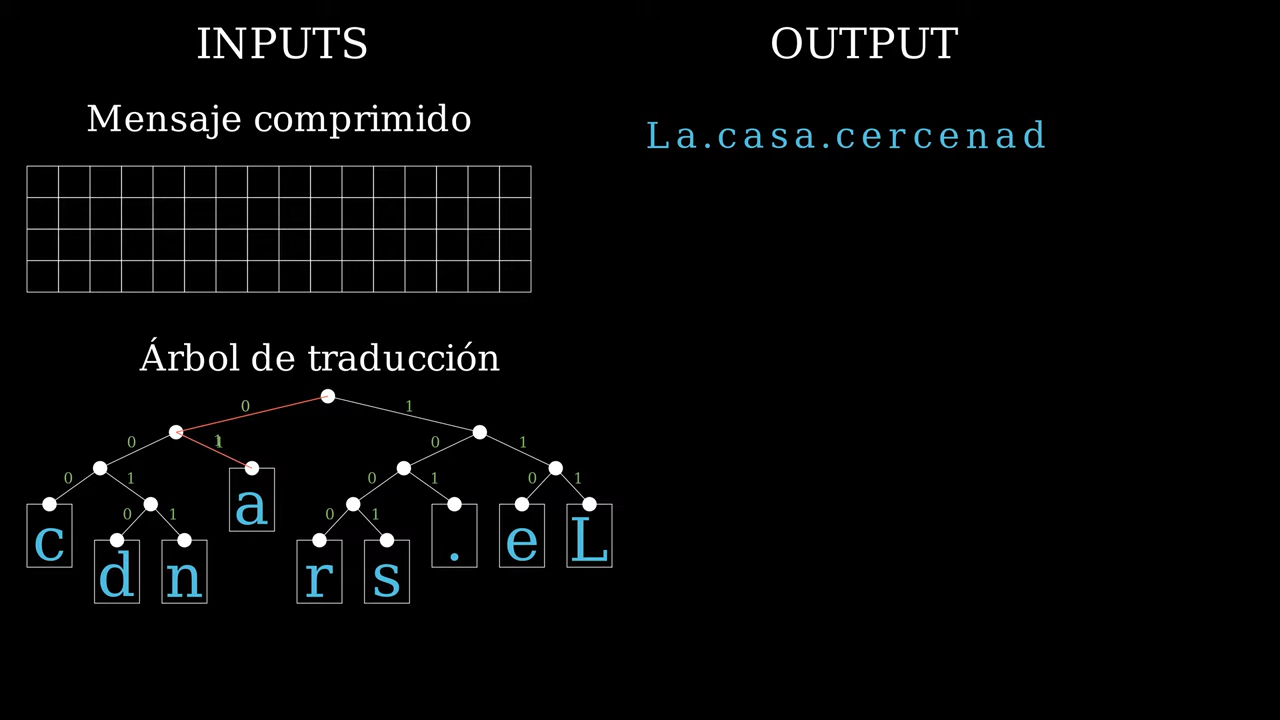 INPUTS
OUTPUT
Mensaje comprimido
La.casa.cercenad
Árbol de traducción
0 1
0 1 0 1
0 1 0 1 0 1
0 1 a 0 1
c . e L
d n r s